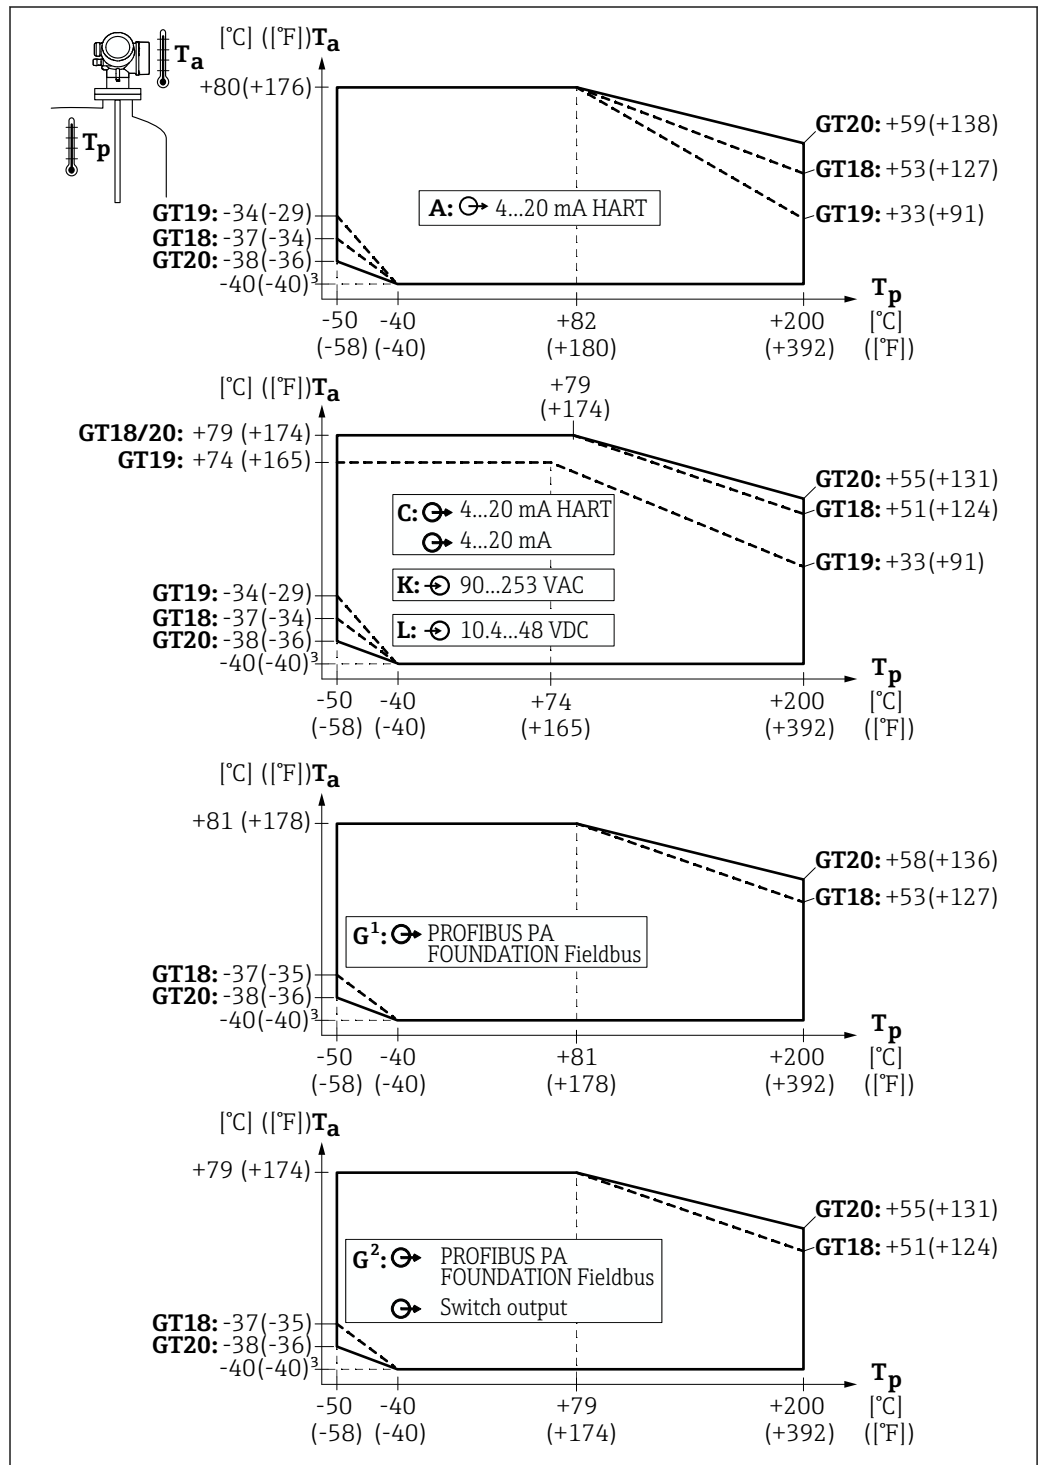 [°C] ([°F])Ta
Ta
+80(+176)
Tp
GT20: +59(+138)
GT18: +53(+127)
GT19: +33(+91)
A: 4...20 mA HART
GT19: -34(-29)
GT18: -37(-34)
GT20: -38(-36)
-40(-40)³
Tp
-50 -40 +82 +200 [°C]
(-58) (-40) (+180) (+392) ([°F])
[°C] ([°F])Ta
+79
(+174)
GT18/20: +79 (+174)
GT19: +74 (+165)
GT20: +55(+131)
GT18: +51(+124)
GT19: +33(+91)
C: 4...20 mA HART
4...20 mA
K: 90...253 VAC
L: 10.4...48 VDC
GT19: -34(-29)
GT18: -37(-34)
GT20: -38(-36)
-40(-40)³
Tp
-50 -40 +74 +200 [°C]
(-58) (-40) (+165) (+392) ([°F])
[°C] ([°F])Ta
+81 (+178)
GT20: +58(+136)
GT18: +53(+127)
G¹: PROFIBUS PA
FOUNDATION Fieldbus
GT18: -37(-35)
GT20: -38(-36)
-40(-40)³
Tp
-50 -40 +81 +200 [°C]
(-58) (-40) (+178) (+392) ([°F])
[°C] ([°F])Ta
+79 (+174)
GT20: +55(+131)
GT18: +51(+124)
G²: PROFIBUS PA
FOUNDATION Fieldbus
Switch output
GT18: -37(-35)
GT20: -38(-36)
-40(-40)³
Tp
-50 -40 +79 +200 [°C]
(-58) (-40) (+174) (+392) ([°F])